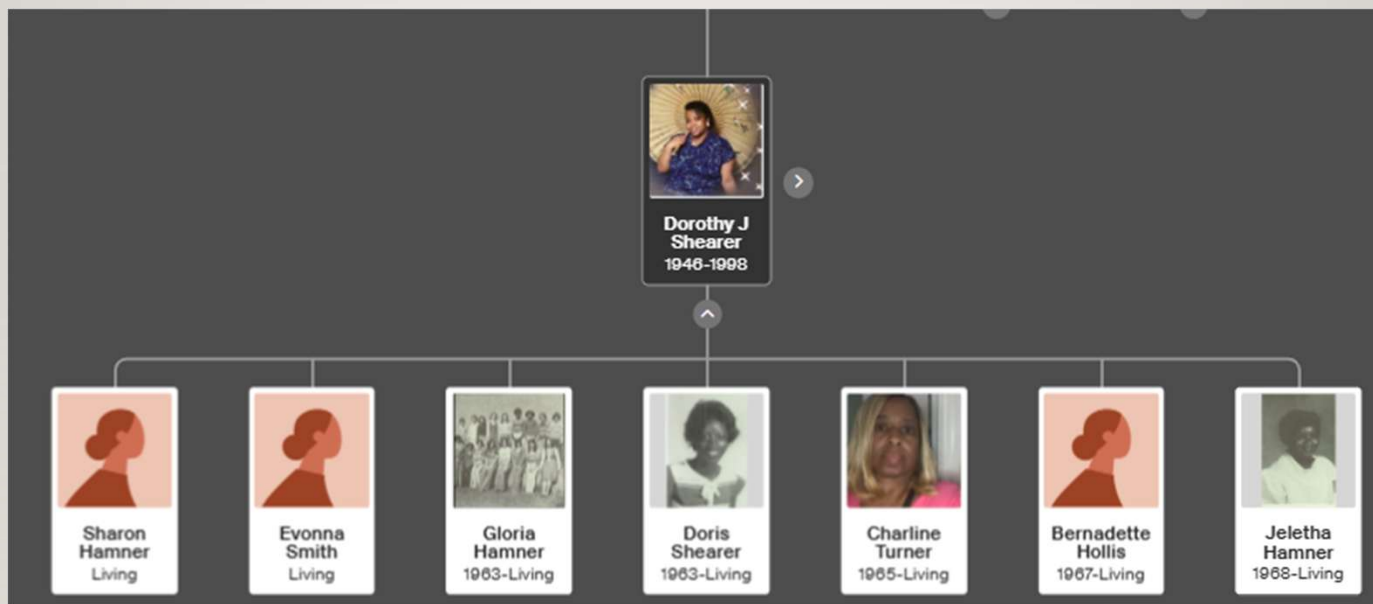 Dorothy J
Shearer
1946-1998
Sharon
Hamner
Living
Evonna
Smith
Living
Gloria
Hamner
1963-Living
Doris
Shearer
1963-Living
Charline
Turner
1965-Living
Bernadette
Hollis
1967-Living
Jeletha
Hamner
1968-Living